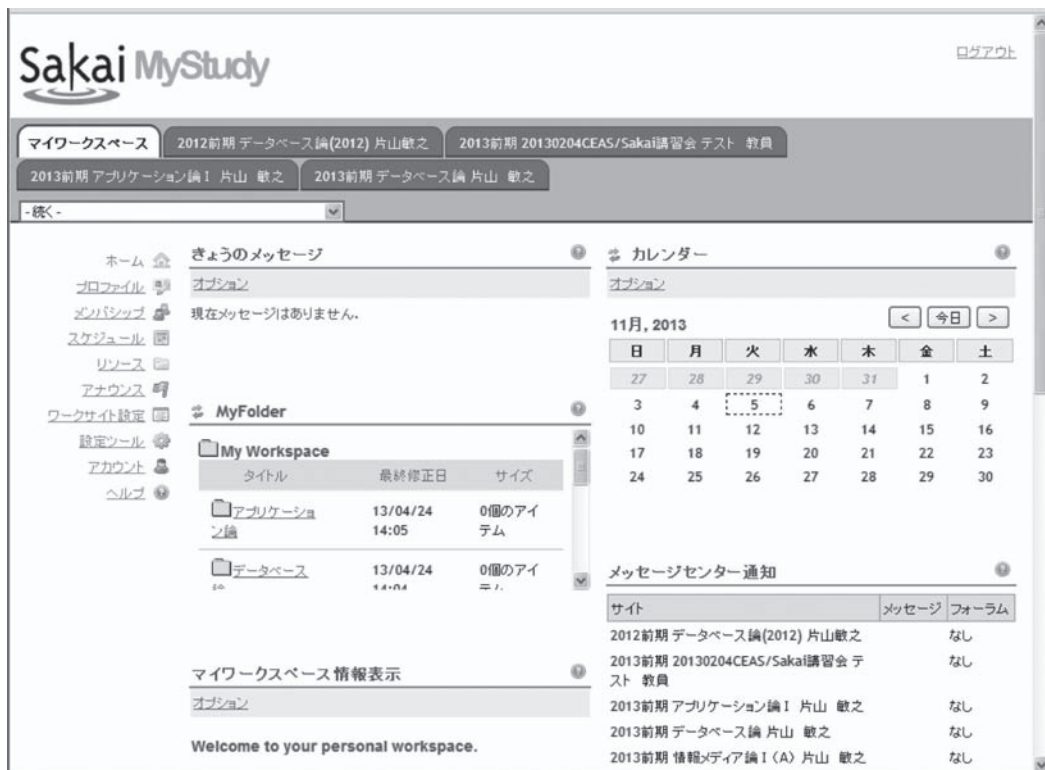 Sakai MyStudy
ログアウト
マイワークスペース
2012前期 データベース論(2012) 片山敏之
2013前期 20130204CEAS/Sakai講習会 テスト 教員
2013前期 アプリケーション論Ⅰ 片山 敏之
2013前期 データベース論 片山 敏之
-続く-
ホーム
プロファイル
メンバシップ
スケジュール
リソース
アナウンス
ワークサイト設定
設定ツール
アカウント
ヘルプ
きょうのメッセージ
オプション
現在メッセージはありません.
MyFolder
My Workspace
タイトル 最終修正日 サイズ
アプリケーショ 13/04/24 0個のアイ
ン論 14:05 テム
データベース 13/04/24 0個のアイ
論 14:04 テム
マイワークスペース情報表示
オプション
Welcome to your personal workspace.
カレンダー
オプション
11月, 2013
< 今日 >
日 月 火 水 木 金 土
27 28 29 30 31 1 2
3 4 5 6 7 8 9
10 11 12 13 14 15 16
17 18 19 20 21 22 23
24 25 26 27 28 29 30
メッセージセンター通知
サイト メッセージ フォーラム
2012前期 データベース論(2012) 片山敏之 なし
2013前期 20130204CEAS/Sakai講習会 テ なし
スト 教員
2013前期 アプリケーション論Ⅰ 片山 敏之 なし
2013前期 データベース論 片山 敏之 なし
2013前期 情報メディア論Ⅰ(A) 片山 敏之 なし